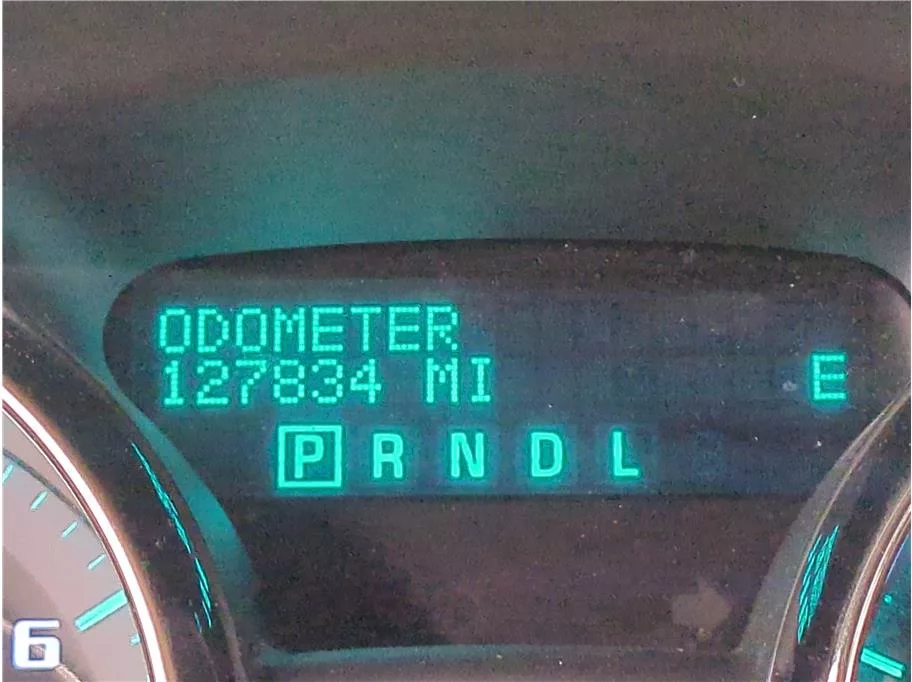 ODOMETER
127834 MI E
P R N D L
6